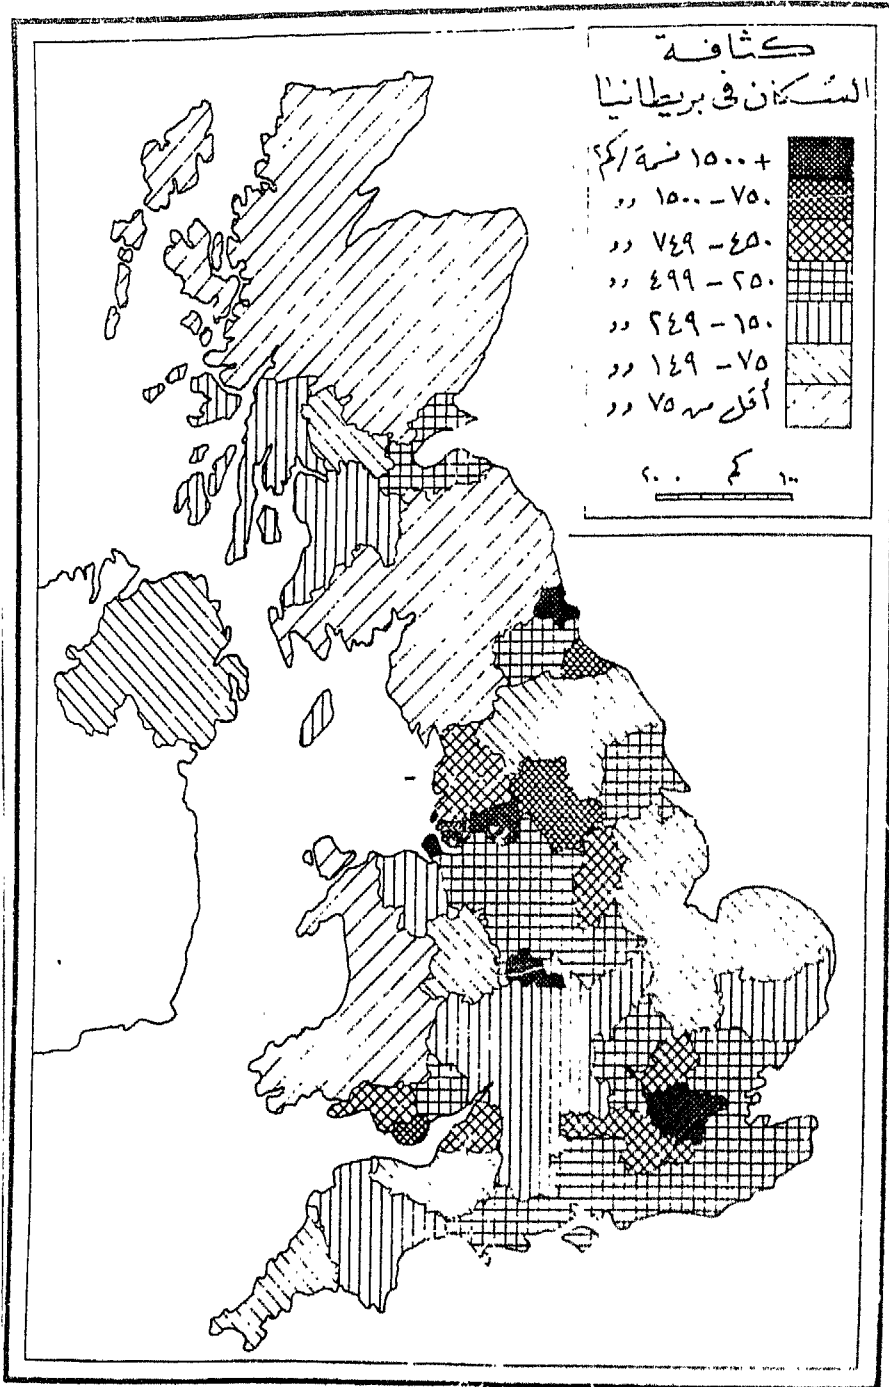 كثافة
السكان في بريطانيا
+ ١٥٠٠ نسمة / كم٢
٧٥٠ – ١٥٠٠ ״
٤٥٠ – ٧٤٩ ״
٢٥٠ – ٤٩٩ ״
١٥٠ – ٢٤٩ ״
٧٥ – ١٤٩ ״
أقل من ٧٥ ״
كم
١٠٠